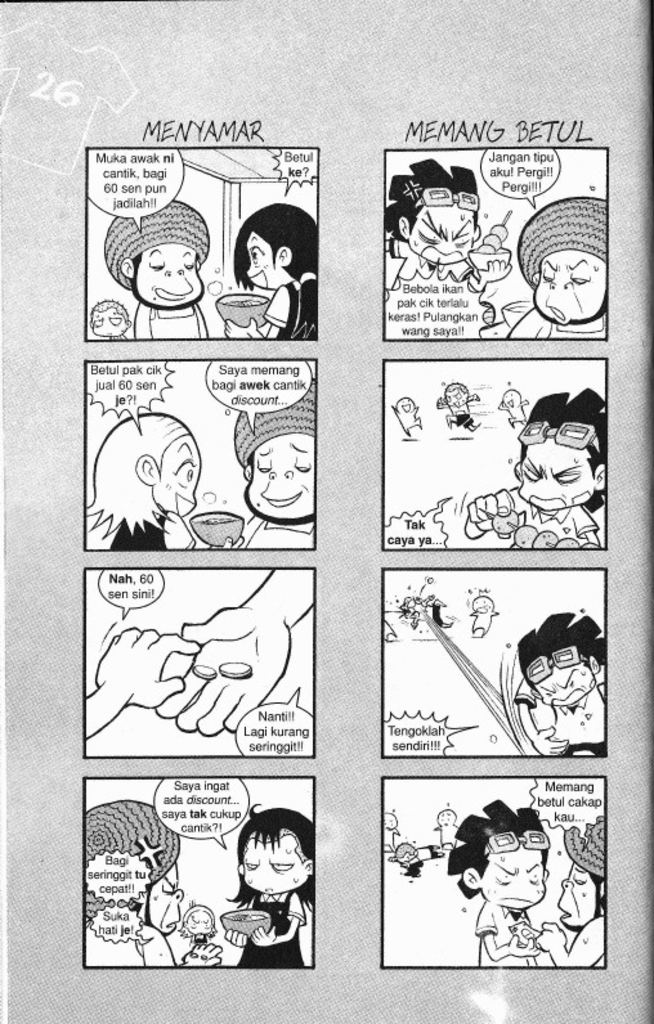 26
MENYAMAR
Muka awak ni
cantik, bagi
60 sen pun
jadilah!!
Betul
ke?
Betul pak cik
jual 60 sen
je?!
Saya memang
bagi awek cantik
discount...
Nah, 60
sen sini!
Nanti!!
Lagi kurang
seringgit!!
Saya ingat
ada discount...
saya tak cukup
cantik?!
Bagi
seringgit tu
cepat!!
Suka
hati je!
MEMANG BETUL
Jangan tipu
aku! Pergi!!
Pergi!!!
Bebola ikan
pak cik terlalu
keras! Pulangkan
wang saya!!
Tak
caya ya...
Tengoklah
sendiri!!!
Memang
betul cakap
kau...